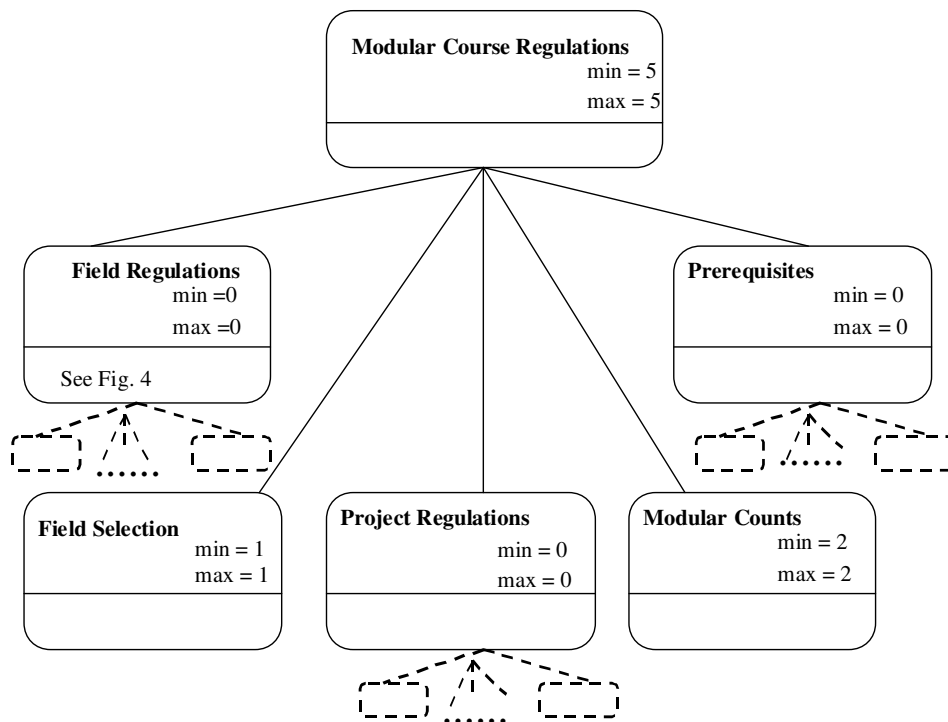 Modular Course Regulations
min = 5
max = 5
Field Regulations
min =0
max =0
See Fig. 4
Prerequisites
min = 0
max = 0
Field Selection
min = 1
max = 1
Project Regulations
min = 0
max = 0
Modular Counts
min = 2
max = 2